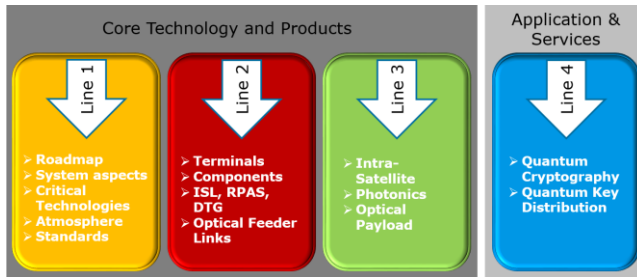 Core Technology and Products
Application &
Services
Line 1
Line 2
Line 3
Line 4
➢ Roadmap
➢ System aspects
➢ Critical
Technologies
➢ Atmosphere
➢ Standards
➢ Terminals
➢ Components
➢ ISL, RPAS,
DTG
➢ Optical Feeder
Links
➢ Intra-
Satellite
➢ Photonics
➢ Optical
Payload
➢ Quantum
Cryptography
➢ Quantum Key
Distribution